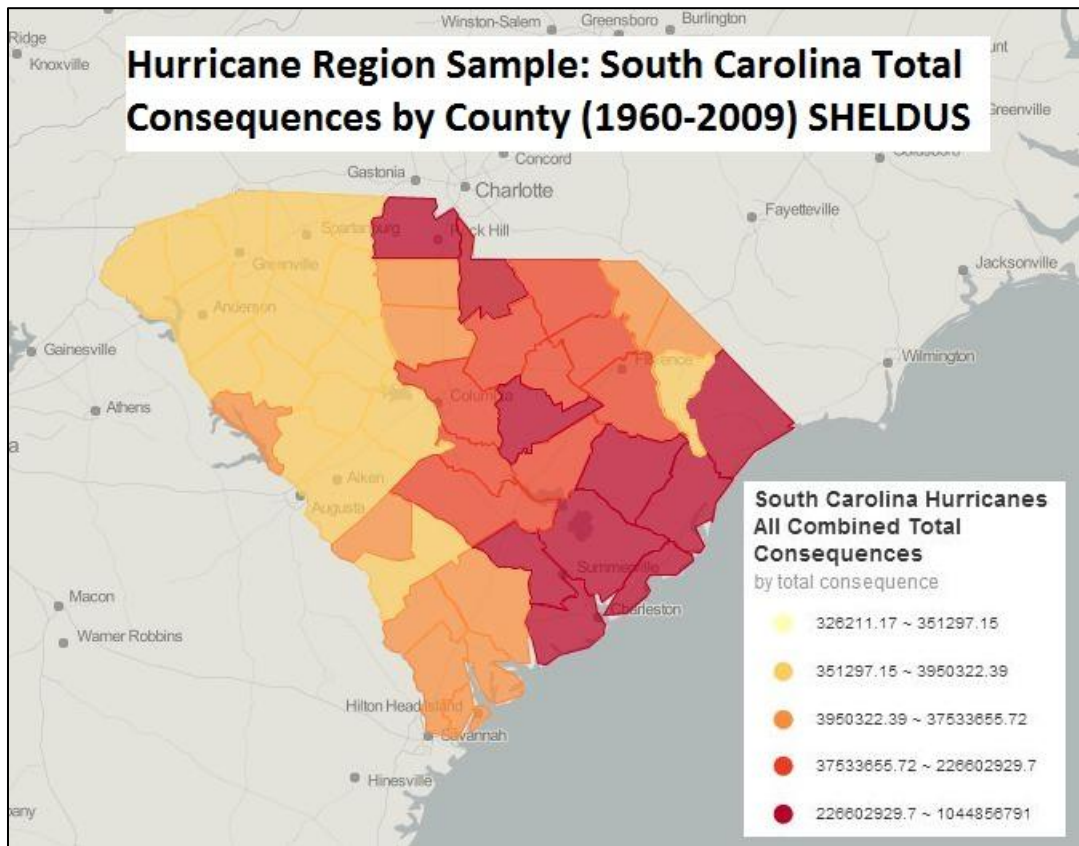 Winston-Salem
Greensboro
Burlington
Ridge
Knoxville
Hurricane Region Sample: South Carolina Total
Consequences by County (1960-2009) SHELDUS
Greenville
Concord
Gastonia
Charlotte
Fayetteville
Spartanburg
Rock Hill
Greenville
Jacksonville
Anderson
Gainesville
Florence
Wilmington
Athens
Columbia
Aiken
Augusta
South Carolina Hurricanes
All Combined Total
Consequences
by total consequence
326211.17 ~ 351297.15
351297.15 ~ 3950322.39
3950322.39 ~ 37533655.72
37533655.72 ~ 226602929.7
226602929.7 ~ 1044856791
Summerville
Charleston
Macon
Warner Robbins
Hilton Head Island
Savannah
Hinesville